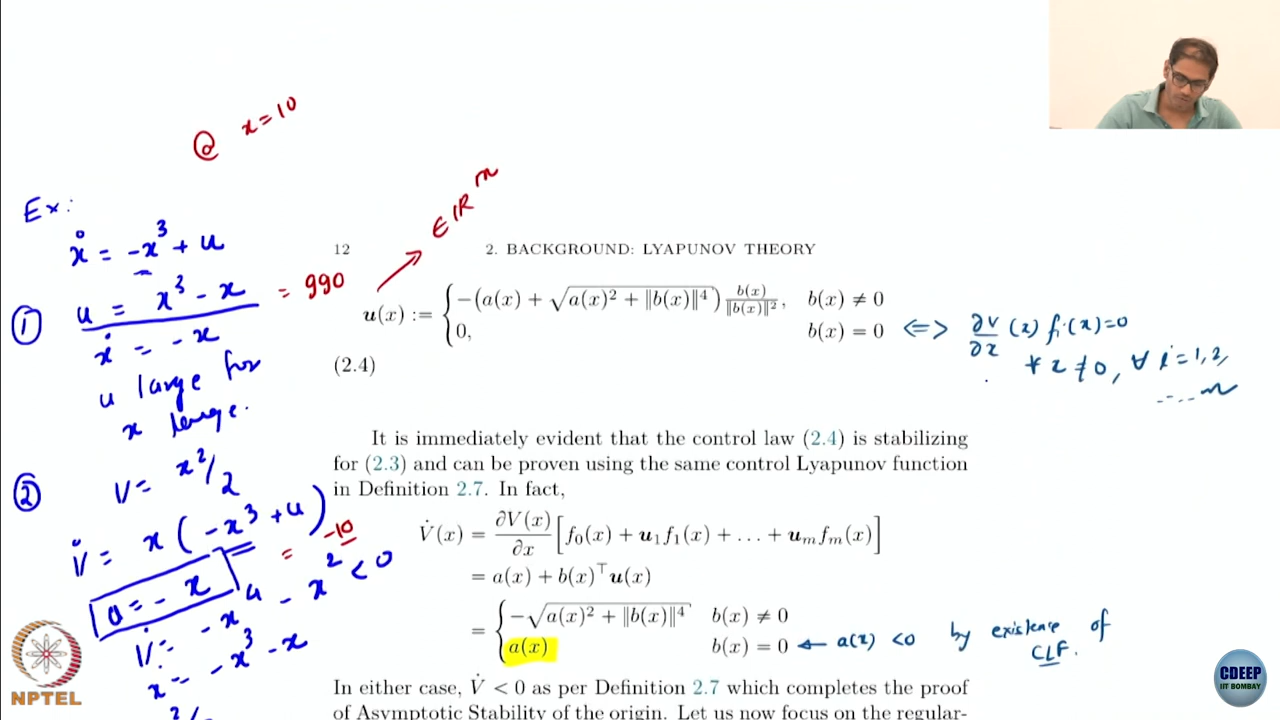 @ x=10
∈ ℝ^m
Ex:
ẋ = -x³ + u
① u = x³ - x = 990
ẋ = -x
u large for
x large.
② V = x²/2
V̇ = x(-x³ + u)
u = -x = -10
V̇ = -x⁴ - x² < 0
ẋ = -x³ - x
12 2. BACKGROUND: LYAPUNOV THEORY
u(x) := { -(a(x) + √(a(x)² + ‖b(x)‖⁴)) b(x)/‖b(x)‖², b(x) ≠ 0
0, b(x) = 0 ⟺ ∂V/∂x (x) fᵢ(x) = 0
∀ x ≠ 0, ∀ i = 1, 2,
.... m
(2.4)
It is immediately evident that the control law (2.4) is stabilizing
for (2.3) and can be proven using the same control Lyapunov function
in Definition 2.7. In fact,
V̇(x) = ∂V(x)/∂x [f₀(x) + u₁f₁(x) + … + uₘfₘ(x)]
= a(x) + b(x)^⊤u(x)
= { -√(a(x)² + ‖b(x)‖⁴) b(x) ≠ 0
a(x) b(x) = 0 ← a(x) < 0 by existence of
CLF.
In either case, V̇ < 0 as per Definition 2.7 which completes the proof
of Asymptotic Stability of the origin. Let us now focus on the regular-
NPTEL
CDEEP
IIT BOMBAY